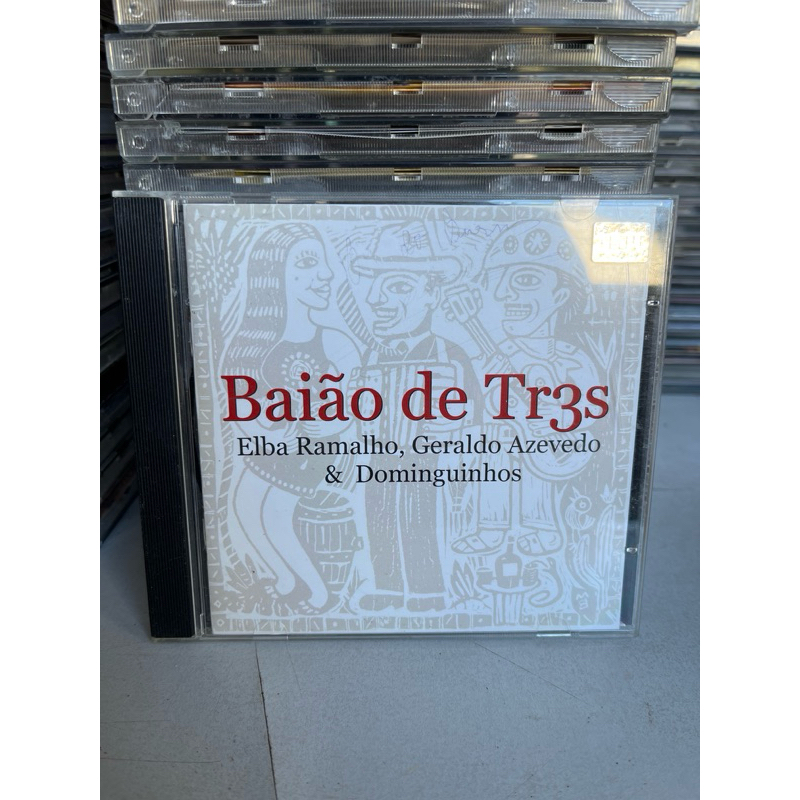 Baião de Tr3s
Elba Ramalho, Geraldo Azevedo
& Dominguinhos